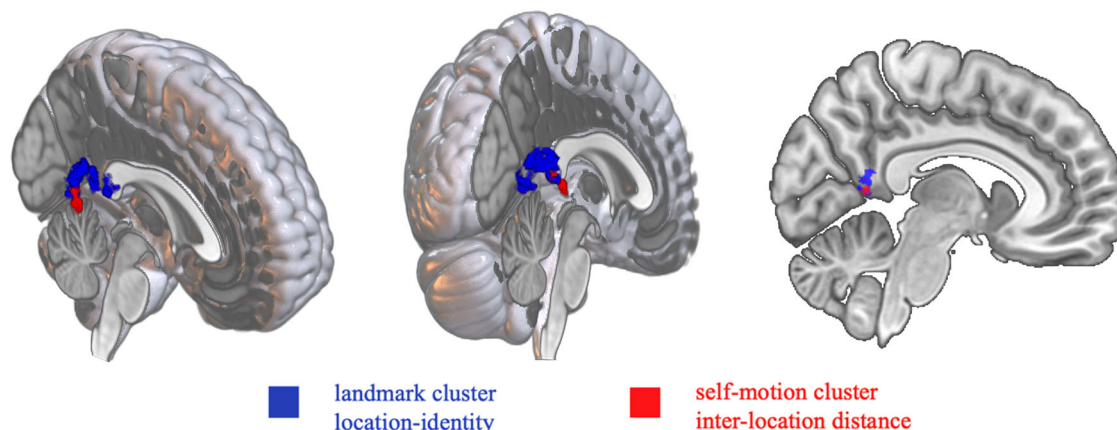 landmark cluster
location-identity
self-motion cluster
inter-location distance